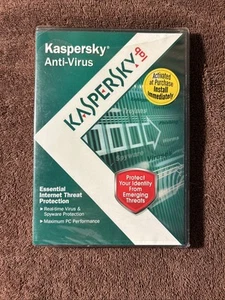 Kaspersky®
Anti-Virus
KASPERSKY lab
Activated
at Purchase
Install
Immediately!
Essential
Internet Threat
Protection
▸ Real-time Virus &
Spyware Protection
▸ Maximum PC Performance
Protect
Your Identity
From
Emerging
Threats